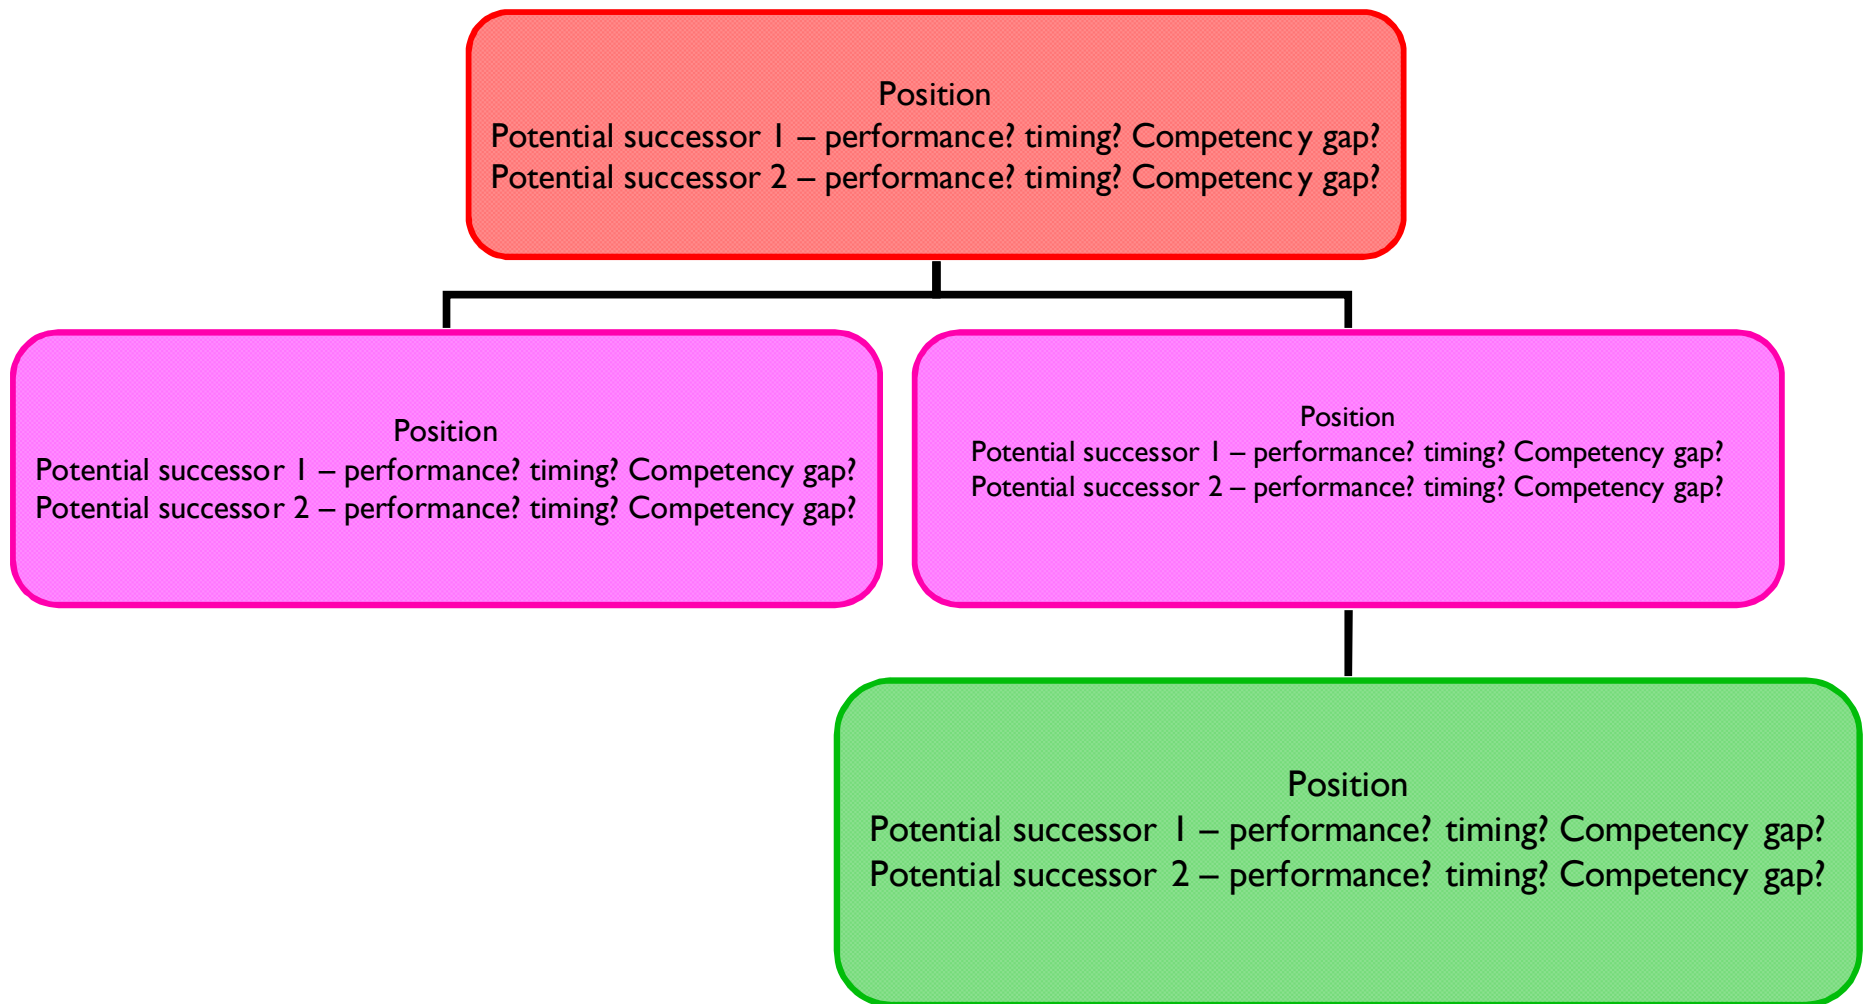 Position
Potential successor 1 – performance? timing? Competency gap?
Potential successor 2 – performance? timing? Competency gap?
Position
Potential successor 1 – performance? timing? Competency gap?
Potential successor 2 – performance? timing? Competency gap?
Position
Potential successor 1 – performance? timing? Competency gap?
Potential successor 2 – performance? timing? Competency gap?
Position
Potential successor 1 – performance? timing? Competency gap?
Potential successor 2 – performance? timing? Competency gap?